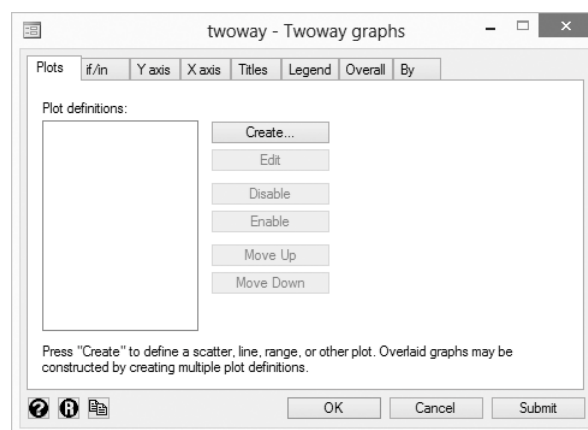 twoway - Twoway graphs
Plots if/in Y axis X axis Titles Legend Overall By
Plot definitions:
Create...
Edit
Disable
Enable
Move Up
Move Down
Press "Create" to define a scatter, line, range, or other plot. Overlaid graphs may be
constructed by creating multiple plot definitions.
? R OK Cancel Submit